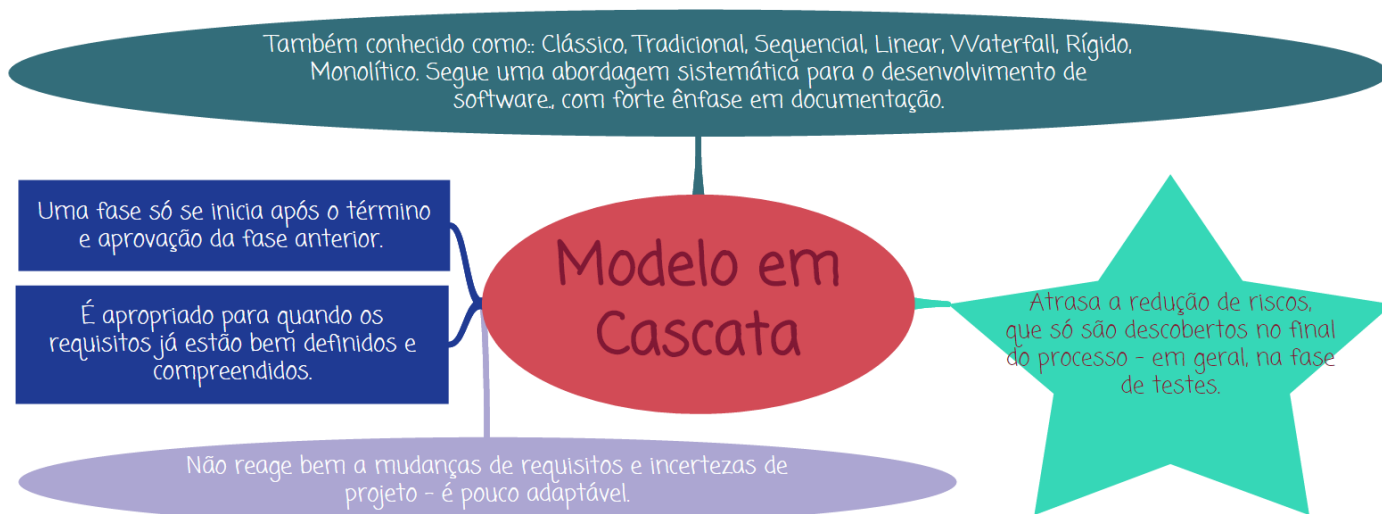 Também conhecido como:: Clássico, Tradicional, Sequencial, Linear, Waterfall, Rígido,
Monolítico. Segue uma abordagem sistemática para o desenvolvimento de
software., com forte ênfase em documentação.
Uma fase só se inicia após o término
e aprovação da fase anterior.
É apropriado para quando os
requisitos já estão bem definidos e
compreendidos.
Modelo em
Cascata
Atrasa a redução de riscos,
que só são descobertos no final
do processo - em geral, na fase
de testes.
Não reage bem a mudanças de requisitos e incertezas de
projeto - é pouco adaptável.